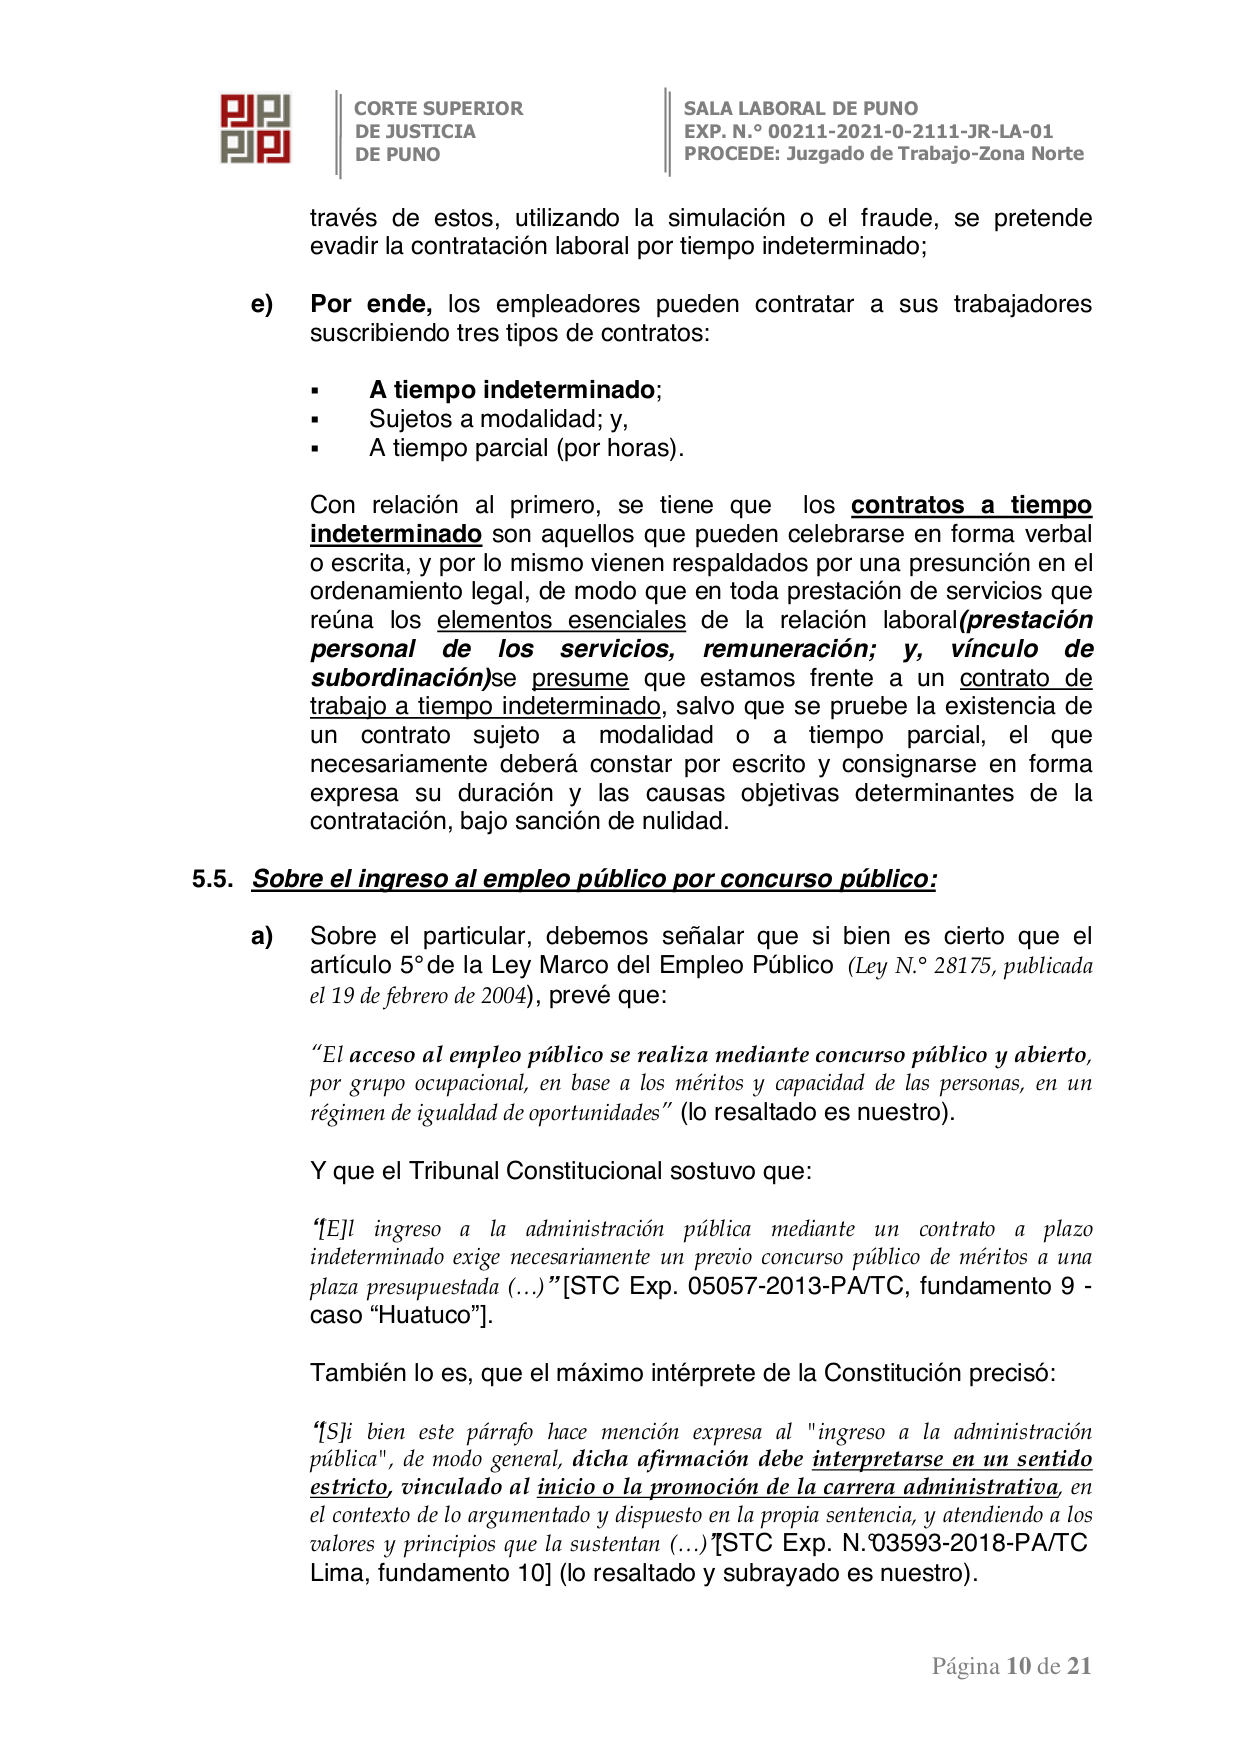 CORTE SUPERIOR
DE JUSTICIA
DE PUNO
SALA LABORAL DE PUNO
EXP. N.° 00211-2021-0-2111-JR-LA-01
PROCEDE: Juzgado de Trabajo-Zona Norte
través de estos, utilizando la simulación o el fraude, se pretende
evadir la contratación laboral por tiempo indeterminado;
e) Por ende, los empleadores pueden contratar a sus trabajadores
suscribiendo tres tipos de contratos:
▪ A tiempo indeterminado;
▪ Sujetos a modalidad; y,
▪ A tiempo parcial (por horas).
Con relación al primero, se tiene que los contratos a tiempo
indeterminado son aquellos que pueden celebrarse en forma verbal
o escrita, y por lo mismo vienen respaldados por una presunción en el
ordenamiento legal, de modo que en toda prestación de servicios que
reúna los elementos esenciales de la relación laboral(prestación
personal de los servicios, remuneración; y, vínculo de
subordinación)se presume que estamos frente a un contrato de
trabajo a tiempo indeterminado, salvo que se pruebe la existencia de
un contrato sujeto a modalidad o a tiempo parcial, el que
necesariamente deberá constar por escrito y consignarse en forma
expresa su duración y las causas objetivas determinantes de la
contratación, bajo sanción de nulidad.
5.5. Sobre el ingreso al empleo público por concurso público:
a) Sobre el particular, debemos señalar que si bien es cierto que el
artículo 5° de la Ley Marco del Empleo Público (Ley N.° 28175, publicada
el 19 de febrero de 2004), prevé que:
“El acceso al empleo público se realiza mediante concurso público y abierto,
por grupo ocupacional, en base a los méritos y capacidad de las personas, en un
régimen de igualdad de oportunidades” (lo resaltado es nuestro).
Y que el Tribunal Constitucional sostuvo que:
“[E]l ingreso a la administración pública mediante un contrato a plazo
indeterminado exige necesariamente un previo concurso público de méritos a una
plaza presupuestada (…)” [STC Exp. 05057-2013-PA/TC, fundamento 9 -
caso “Huatuco”].
También lo es, que el máximo intérprete de la Constitución precisó:
“[S]i bien este párrafo hace mención expresa al "ingreso a la administración
pública", de modo general, dicha afirmación debe interpretarse en un sentido
estricto, vinculado al inicio o la promoción de la carrera administrativa, en
el contexto de lo argumentado y dispuesto en la propia sentencia, y atendiendo a los
valores y principios que la sustentan (…)”[STC Exp. N.°03593-2018-PA/TC
Lima, fundamento 10] (lo resaltado y subrayado es nuestro).
Página 10 de 21